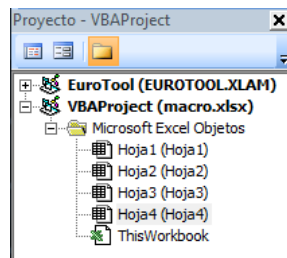 Proyecto - VBAProject
EuroTool (EUROTOOL.XLAM)
VBAProject (macro.xlsx)
Microsoft Excel Objetos
Hoja1 (Hoja1)
Hoja2 (Hoja2)
Hoja3 (Hoja3)
Hoja4 (Hoja4)
ThisWorkbook